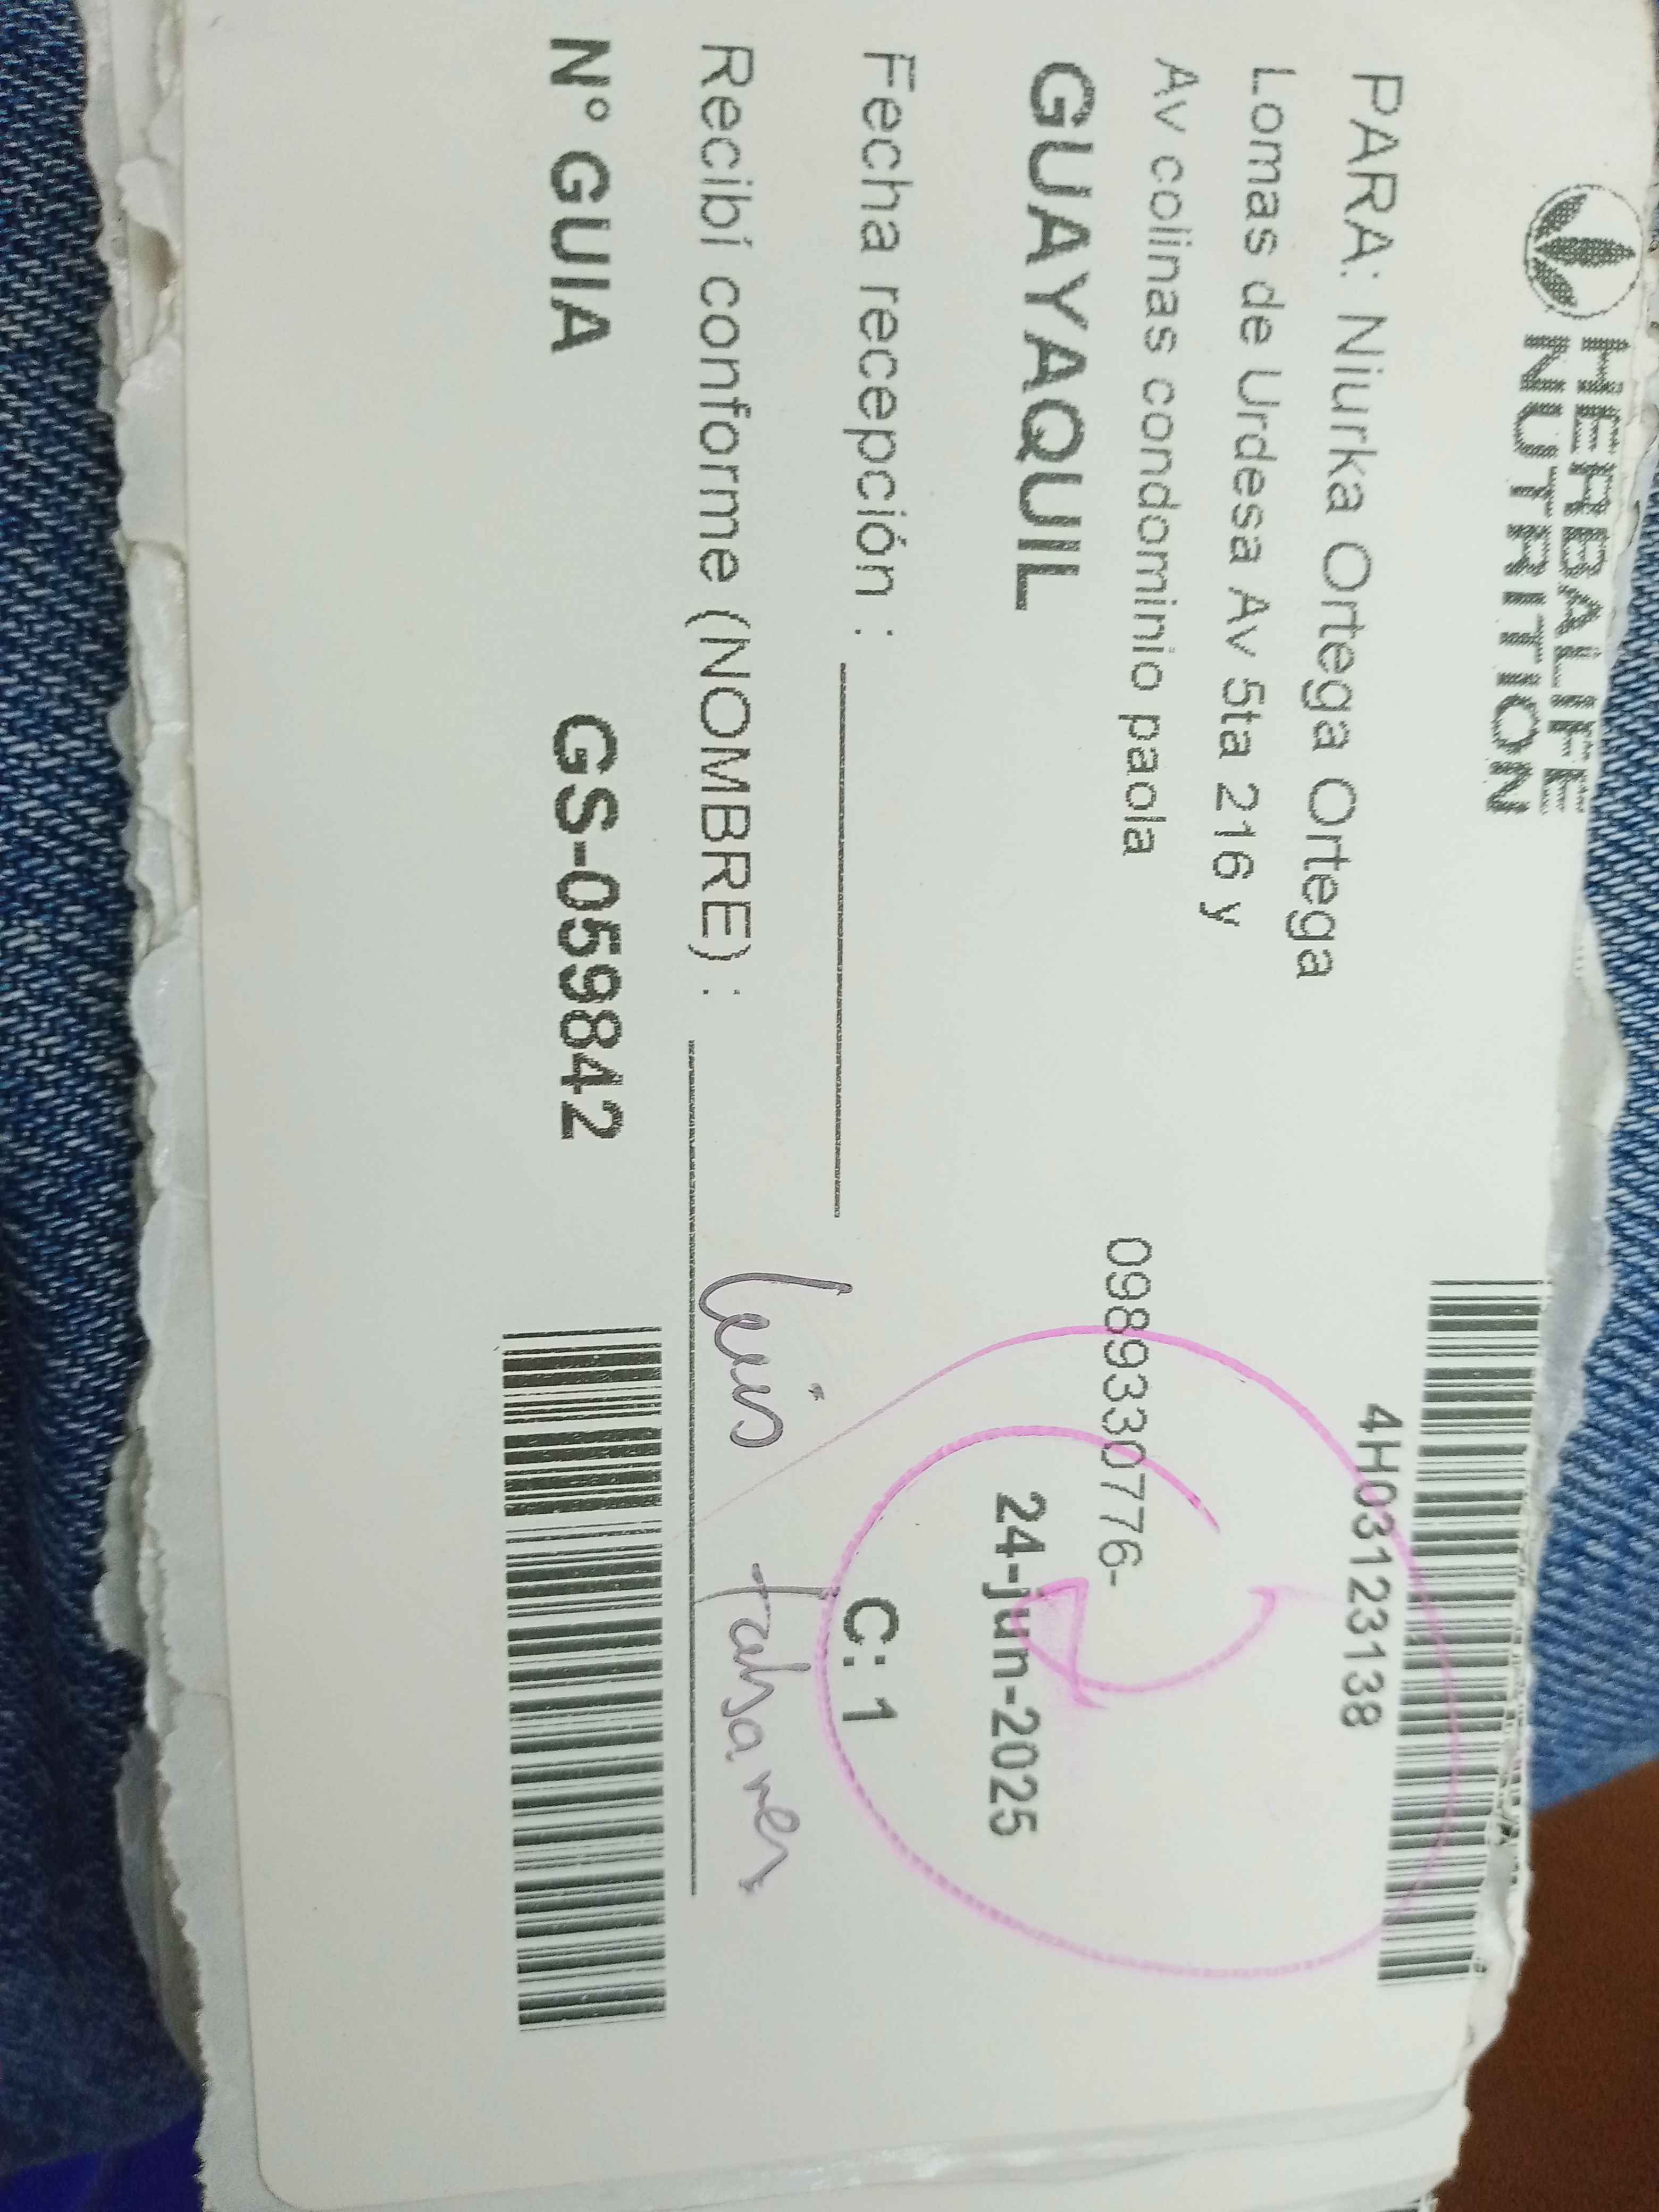 HERBALIFE
NUTRITION
4H03123138
PARA: Niurka Ortega Ortega
Lomas de Urdesa Av 5ta 216 y
Av colinas condominio paola
0989330776-
GUAYAQUIL
24-jun-2025
Fecha recepción :
C: 1
Recibí conforme (NOMBRE) : Luis
N° GUIA GS-059842